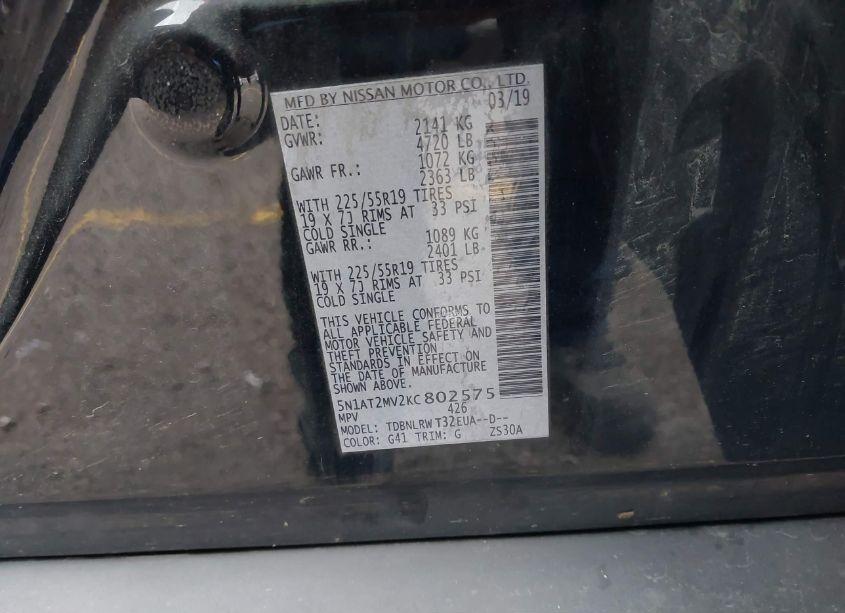 MFD BY NISSAN MOTOR CO., LTD.
DATE: 03/19
GVWR: 2141 KG
4720 LB
GAWR FR.: 1072 KG
2363 LB
WITH 225/55R19 TIRES
19 X 7J RIMS AT 33 PSI
COLD SINGLE
GAWR RR.: 1089 KG
2401 LB
WITH 225/55R19 TIRES
19 X 7J RIMS AT 33 PSI
COLD SINGLE
THIS VEHICLE CONFORMS TO
ALL APPLICABLE FEDERAL
MOTOR VEHICLE SAFETY AND
THEFT PREVENTION
STANDARDS IN EFFECT ON
THE DATE OF MANUFACTURE
SHOWN ABOVE.
5N1AT2MV2KC802575
MPV 426
MODEL: TDBNLRW T32EUA--D--
COLOR: G41 TRIM: G ZS30A